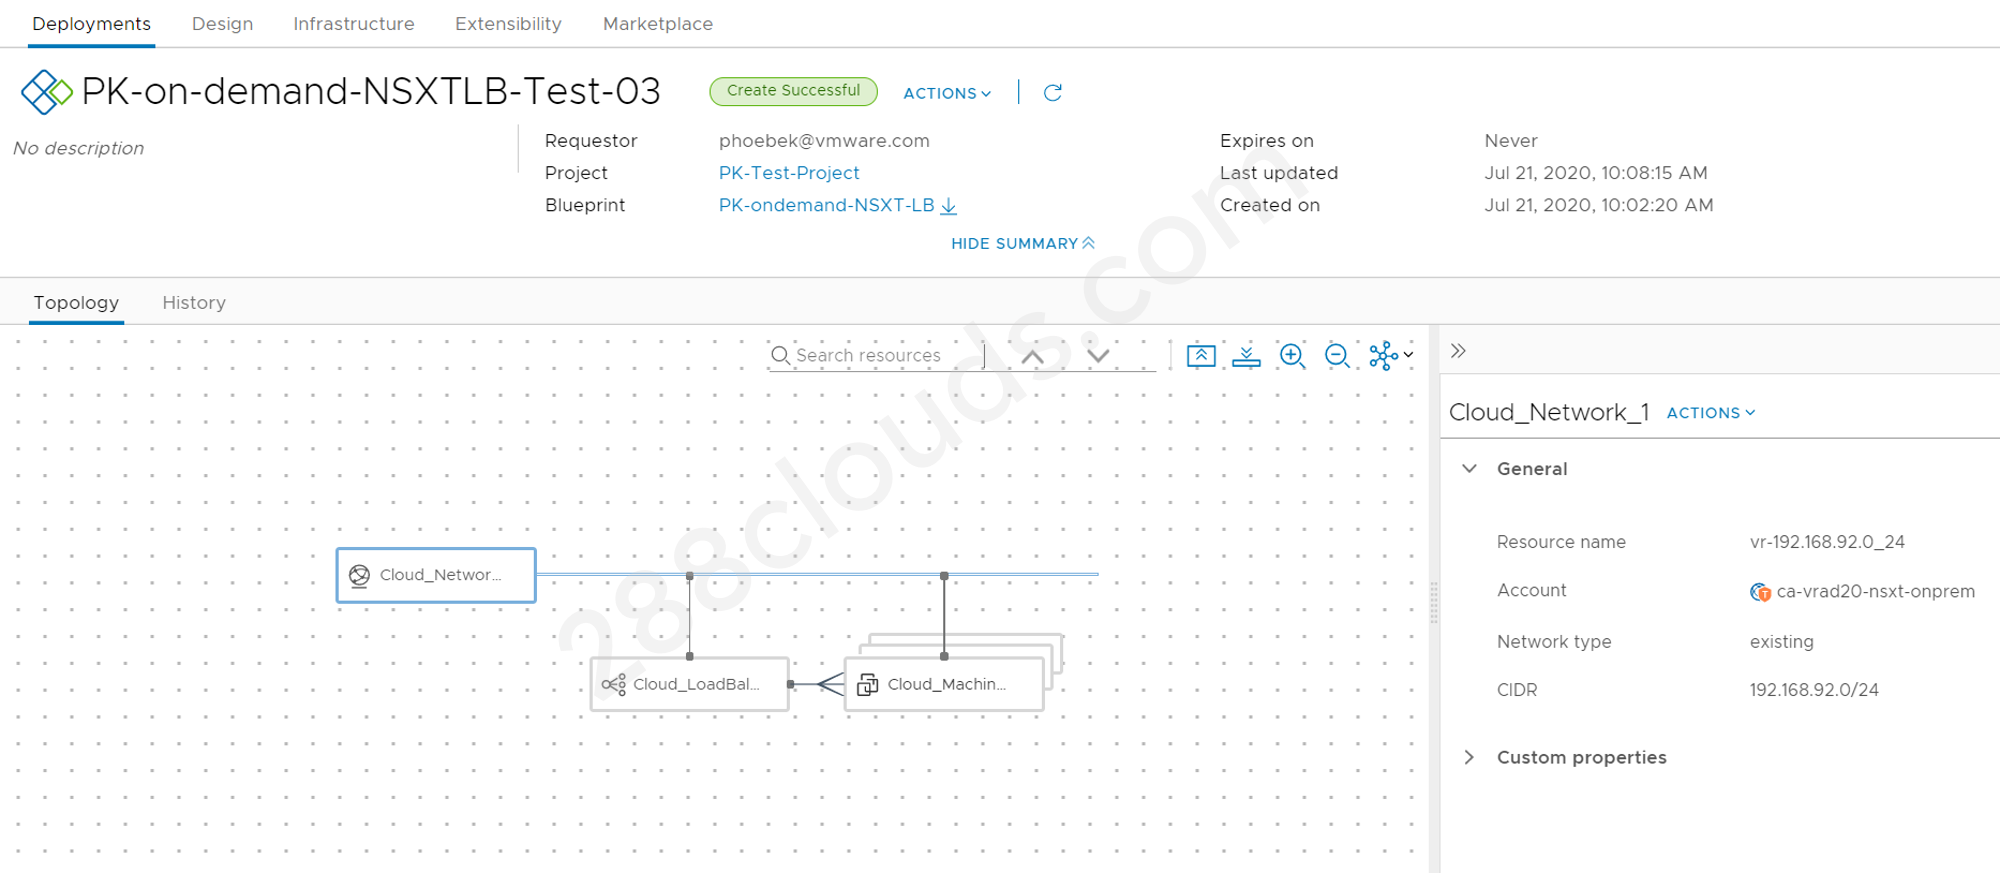 Deployments Design Infrastructure Extensibility Marketplace
PK-on-demand-NSXTLB-Test-03 Create Successful ACTIONS
No description
Requestor phoebek@vmware.com Expires on Never
Project PK-Test-Project Last updated Jul 21, 2020, 10:08:15 AM
Blueprint PK-ondemand-NSXT-LB Created on Jul 21, 2020, 10:02:20 AM
HIDE SUMMARY
Topology History
Search resources
Cloud_Network_1 ACTIONS
General
Resource name vr-192.168.92.0_24
Account ca-vrad20-nsxt-onprem
Network type existing
CIDR 192.168.92.0/24
Custom properties
Cloud_Networ...
Cloud_LoadBal...
Cloud_Machin...
288clouds.com